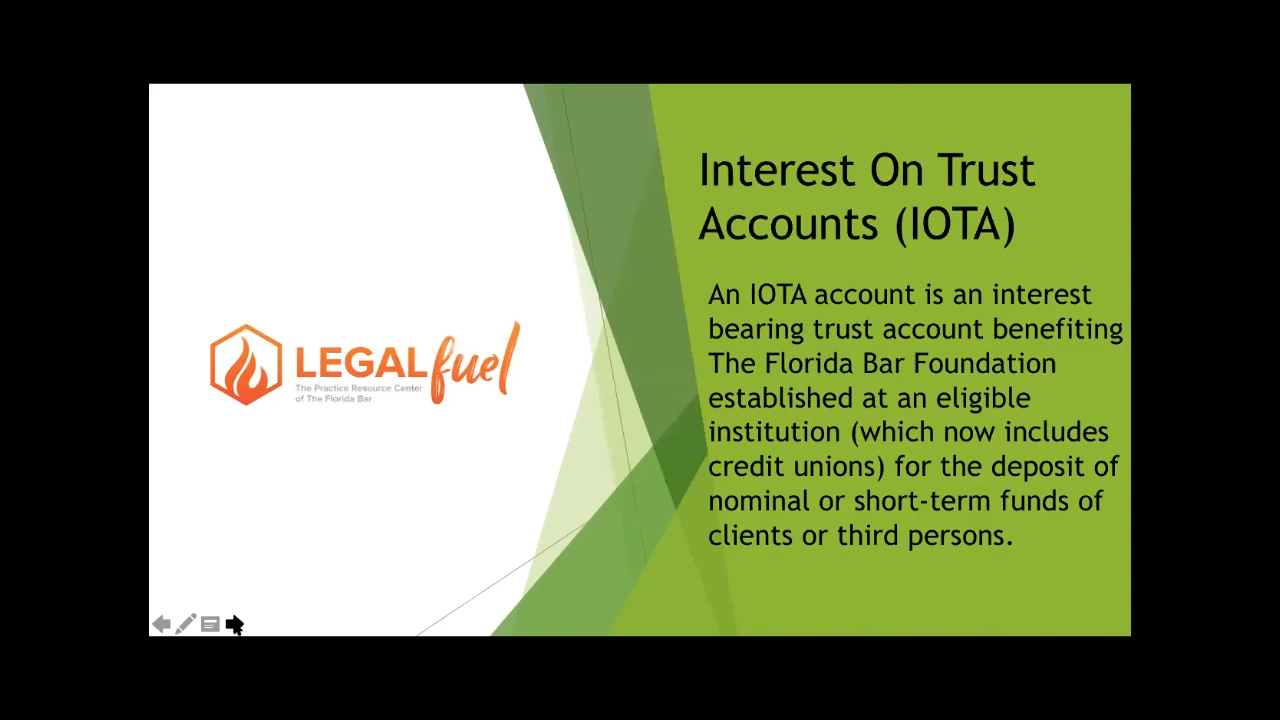 Interest On Trust
Accounts (IOTA)
An IOTA account is an interest
bearing trust account benefiting
The Florida Bar Foundation
established at an eligible
institution (which now includes
credit unions) for the deposit of
nominal or short-term funds of
clients or third persons.
LEGAL fuel
The Practice Resource Center
of The Florida Bar